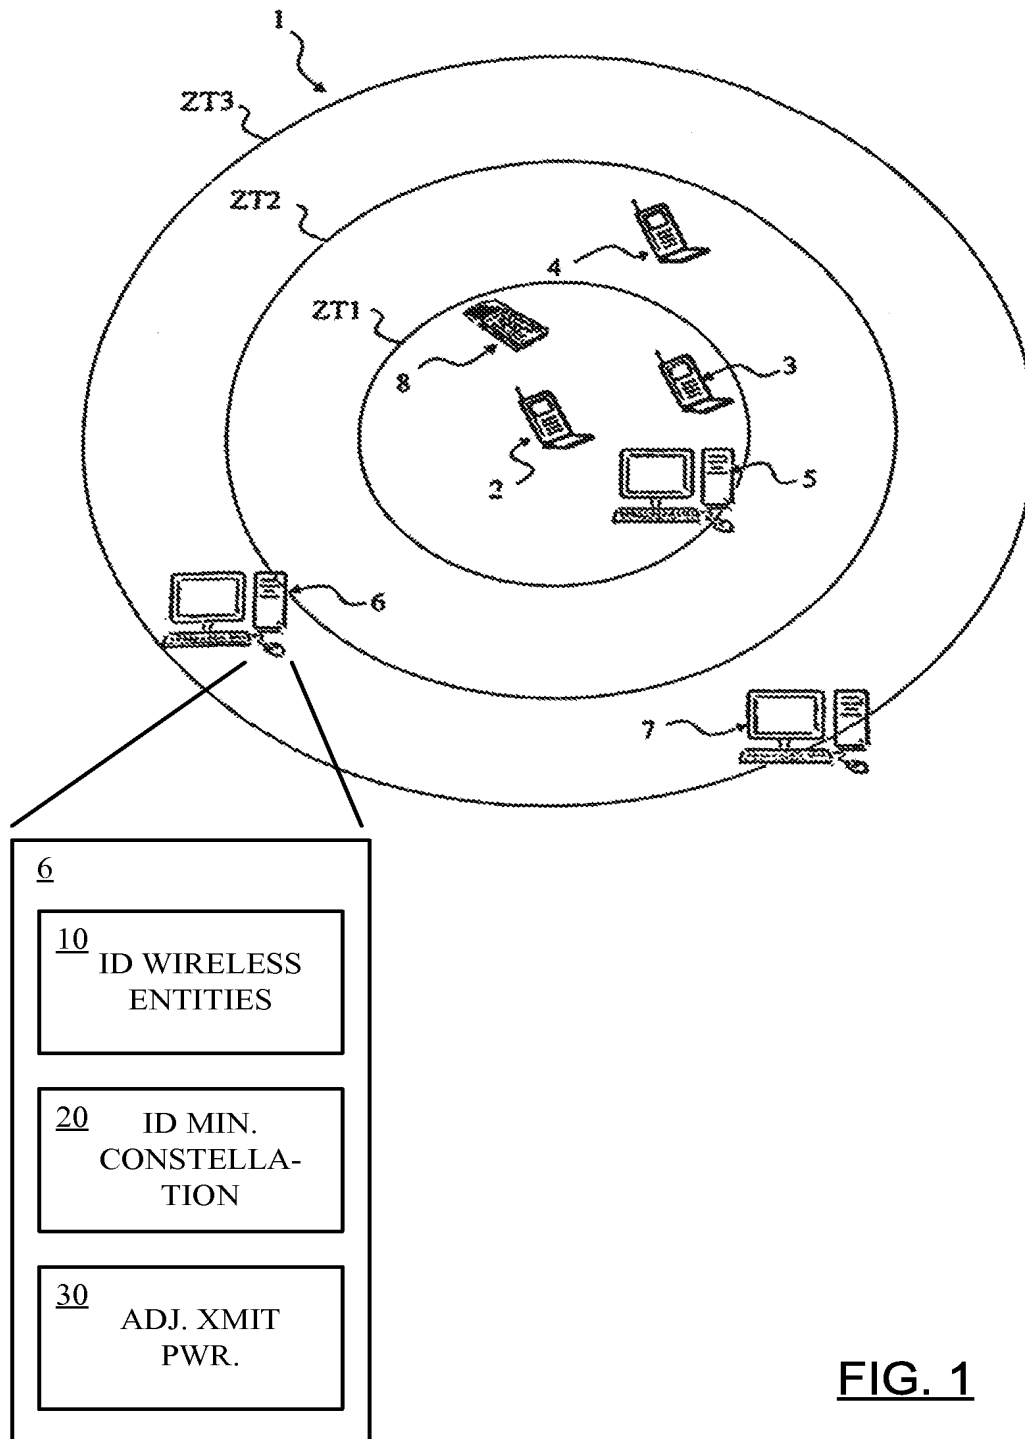 1
ZT3
ZT2
4
ZT1
8
3
2
5
6
7
6
10
ID WIRELESS
ENTITIES
20
ID MIN.
CONSTELLA-
TION
30
ADJ. XMIT
PWR.
FIG. 1